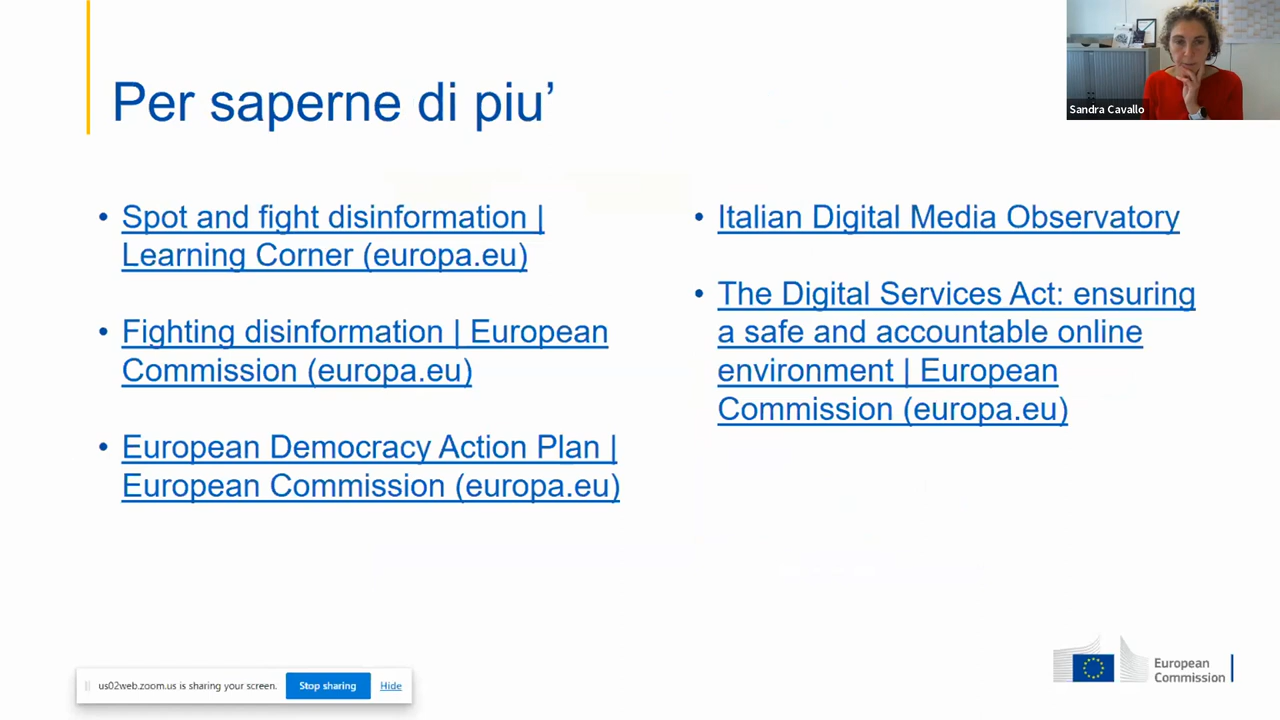 Per saperne di piu’
Sandra Cavallo
• Spot and fight disinformation |
Learning Corner (europa.eu)
• Fighting disinformation | European
Commission (europa.eu)
• European Democracy Action Plan |
European Commission (europa.eu)
• Italian Digital Media Observatory
• The Digital Services Act: ensuring
a safe and accountable online
environment | European
Commission (europa.eu)
us02web.zoom.us is sharing your screen.
Stop sharing
Hide
European
Commission